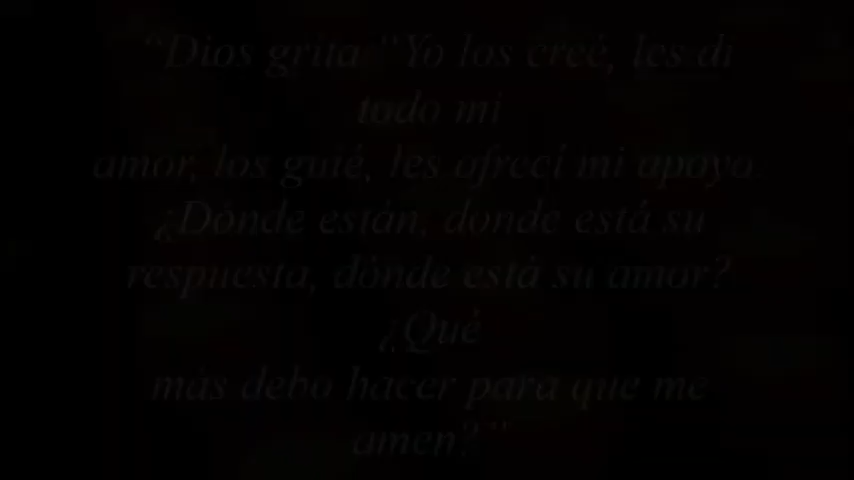 “Dios grita “Yo los creé, les di
todo mi
amor, los guié, les ofrecí mi apoyo.
¿Dónde están, donde está su
respuesta, dónde está su amor?
¿Qué
más debo hacer para que me
amen?”